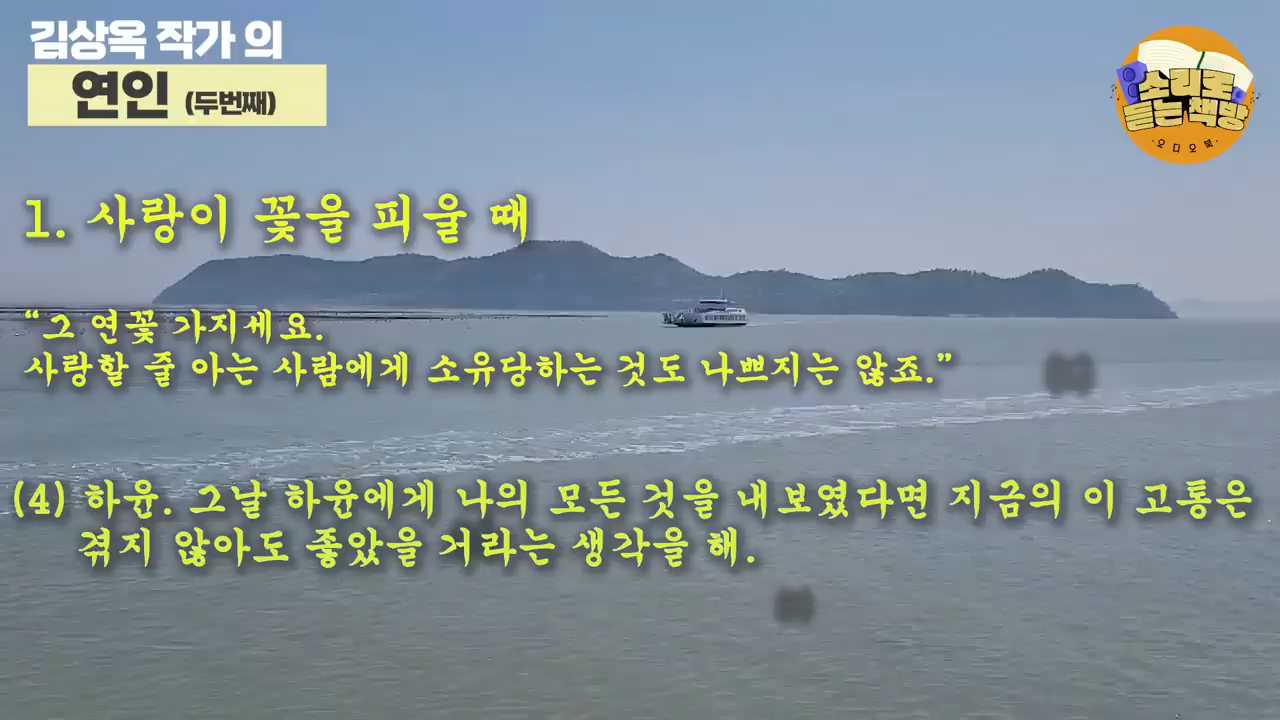 김상옥 작가 의
연인 (두번째)
소리로
듣는 책방
·오디오북·
1. 사랑이 꽃을 피울 때
“그 연꽃 가지세요.
사랑할 줄 아는 사람에게 소유당하는 것도 나쁘지는 않죠.”
(4) 하윤. 그날 하윤에게 나의 모든 것을 내보였다면 지금의 이 고통은
겪지 않아도 좋았을 거라는 생각을 해.